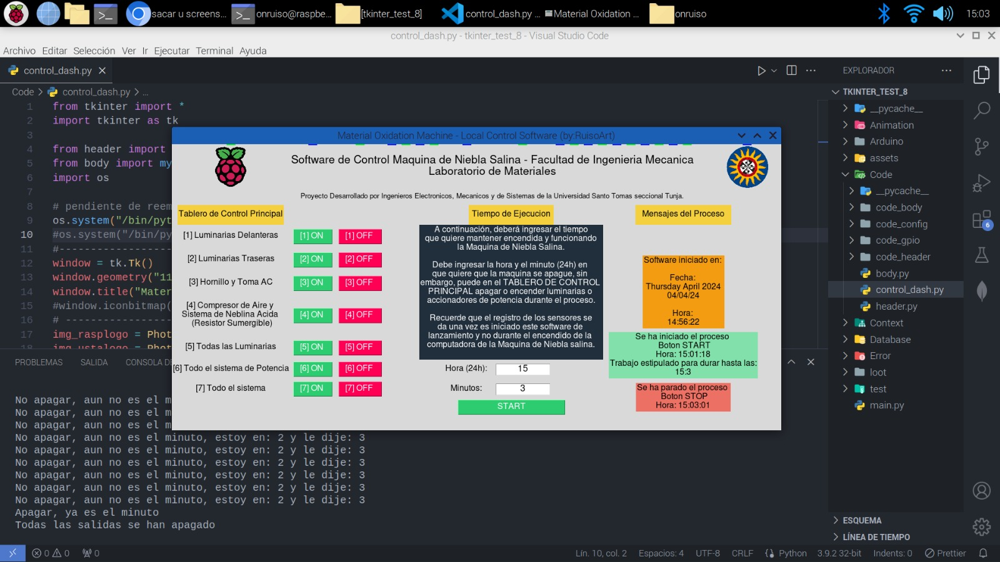 sacar u screens...
onruiso@raspbe...
[tkinter_test_8]
control_dash.py ...
Material Oxidation ...
onruiso
15:03
control_dash.py - tkinter_test_8 - Visual Studio Code
Archivo Editar Selección Ver Ir Ejecutar Terminal Ayuda
control_dash.py
Code > control_dash.py > ...
1 from tkinter import *
2 import tkinter as tk
3
4 from header import
5 from body import my
6 import os
7
8 # pendiente de reem
9 os.system("/bin/pyt
10 #os.system("/bin/py
11 #------------------
12 window = tk.Tk()
13 window.geometry("11
14 window.title("Mater
15 #window.iconbitmap(
16 # -----------------
17 img_rasplogo = Phot
18 img_ustalogo = Phot
Material Oxidation Machine - Local Control Software (by:RuisoArt)
Software de Control Maquina de Niebla Salina - Facultad de Ingenieria Mecanica
Laboratorio de Materiales
Proyecto Desarrollado por Ingenieros Electronicos, Mecanicos y de Sistemas de la Universidad Santo Tomas seccional Tunja.
Tablero de Control Principal
[1] Luminarias Delanteras [1] ON [1] OFF
[2] Luminarias Traseras [2] ON [2] OFF
[3] Hornillo y Toma AC [3] ON [3] OFF
[4] Compresor de Aire y
Sistema de Neblina Acida
(Resistor Sumergible)
[4] ON [4] OFF
[5] Todas las Luminarias [5] ON [5] OFF
[6] Todo el sistema de Potencia [6] ON [6] OFF
[7] Todo el sistema [7] ON [7] OFF
Tiempo de Ejecucion
A continuación, deberá ingresar el tiempo
que quiere mantener encendida y funcionando
la Maquina de Niebla Salina.
Debe ingresar la hora y el minuto (24h) en
en que quiere que la maquina se apague, sin
embargo, puede en el TABLERO DE CONTROL
PRINCIPAL apagar o encender luminarias o
accionadores de potencia durante el proceso.
Recuerde que el registro de los sensores se
da una vez es iniciado este software de
lanzamiento y no durante el encendido de la
computadora de la Maquina de Niebla salina.
Hora (24h): 15
Minutos: 3
START
Mensajes del Proceso
Software iniciado en:
Fecha:
Thursday April 2024
04/04/24
Hora:
14:56:22
Se ha iniciado el proceso
Boton START
Hora: 15:01:18
Trabajo estipulado para durar hasta las:
15:3
Se ha parado el proceso
Boton STOP
Hora: 15:03:01
PROBLEMAS SALIDA CONSOLA DE
No apagar, aun no es el m
No apagar, aun no es el m
No apagar, aun no es el m
No apagar, aun no es el minuto, estoy en: 2 y le dije: 3
No apagar, aun no es el minuto, estoy en: 2 y le dije: 3
No apagar, aun no es el minuto, estoy en: 2 y le dije: 3
No apagar, aun no es el minuto, estoy en: 2 y le dije: 3
No apagar, aun no es el minuto, estoy en: 2 y le dije: 3
No apagar, aun no es el minuto, estoy en: 2 y le dije: 3
Apagar, ya es el minuto
Todas las salidas se han apagado
EXPLORADOR
TKINTER_TEST_8
__pycache__
Animation
Arduino
assets
Code
__pycache__
code_body
code_config
code_gpio
code_header
body.py
control_dash.py
header.py
Context
Database
Error
loot
test
main.py
ESQUEMA
LÍNEA DE TIEMPO
6
0 0 0
Lín. 10, col. 2 Espacios: 4 UTF-8 CRLF Python 3.9.2 32-bit Indents: 0 Prettier